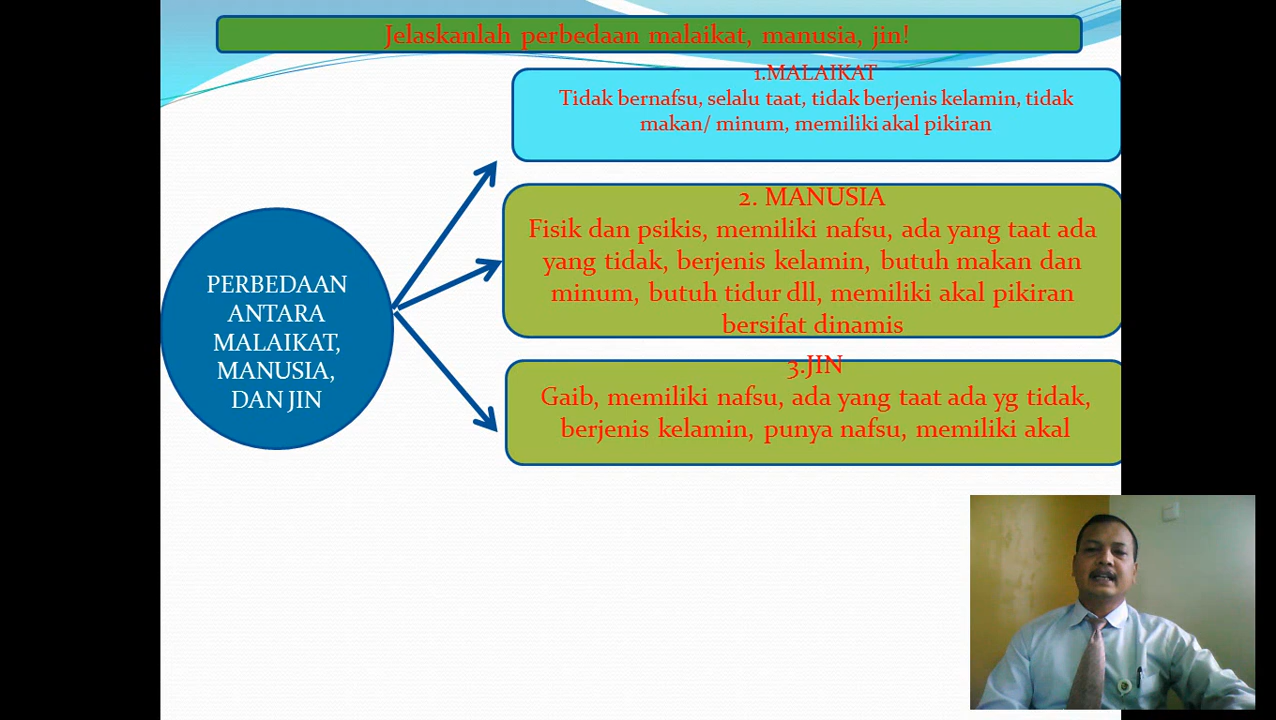 Jelaskanlah perbedaan malaikat, manusia, jin!
1.MALAIKAT
Tidak bernafsu, selalu taat, tidak berjenis kelamin, tidak
makan/ minum, memiliki akal pikiran
2. MANUSIA
Fisik dan psikis, memiliki nafsu, ada yang taat ada
yang tidak, berjenis kelamin, butuh makan dan
minum, butuh tidur dll, memiliki akal pikiran
bersifat dinamis
PERBEDAAN
ANTARA
MALAIKAT,
MANUSIA,
DAN JIN
3.JIN
Gaib, memiliki nafsu, ada yang taat ada yg tidak,
berjenis kelamin, punya nafsu, memiliki akal